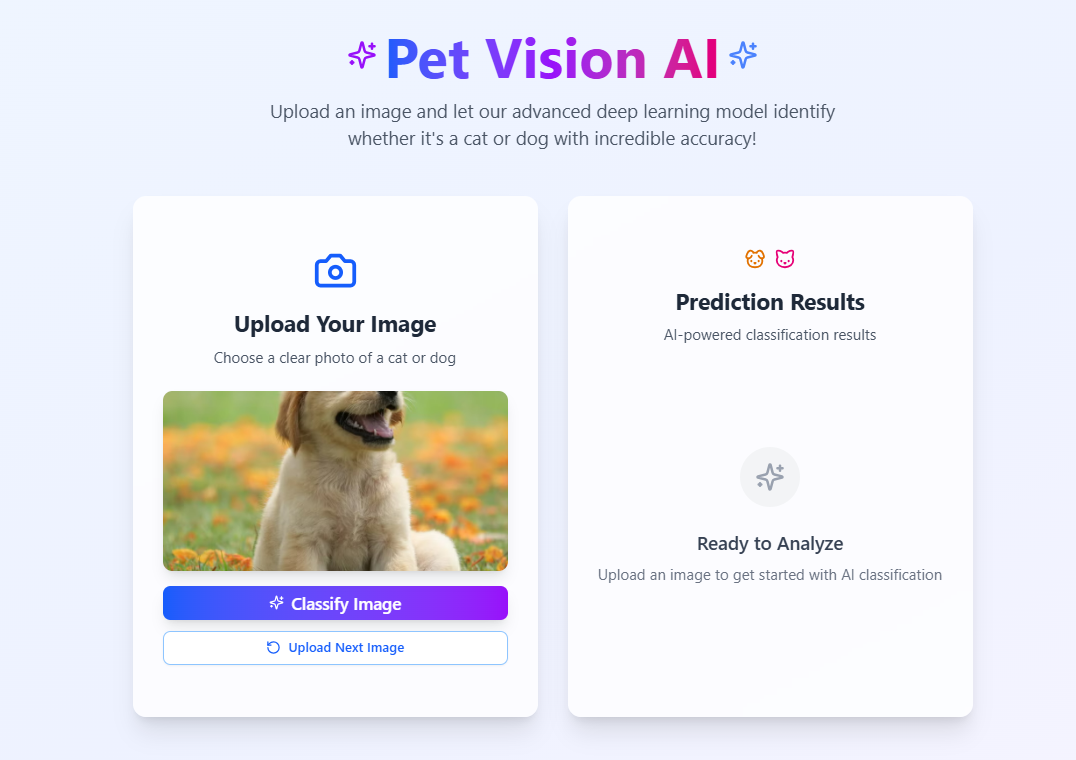 Pet Vision AI
Upload an image and let our advanced deep learning model identify
whether it's a cat or dog with incredible accuracy!
Upload Your Image
Choose a clear photo of a cat or dog
Classify Image
Upload Next Image
Prediction Results
AI-powered classification results
Ready to Analyze
Upload an image to get started with AI classification